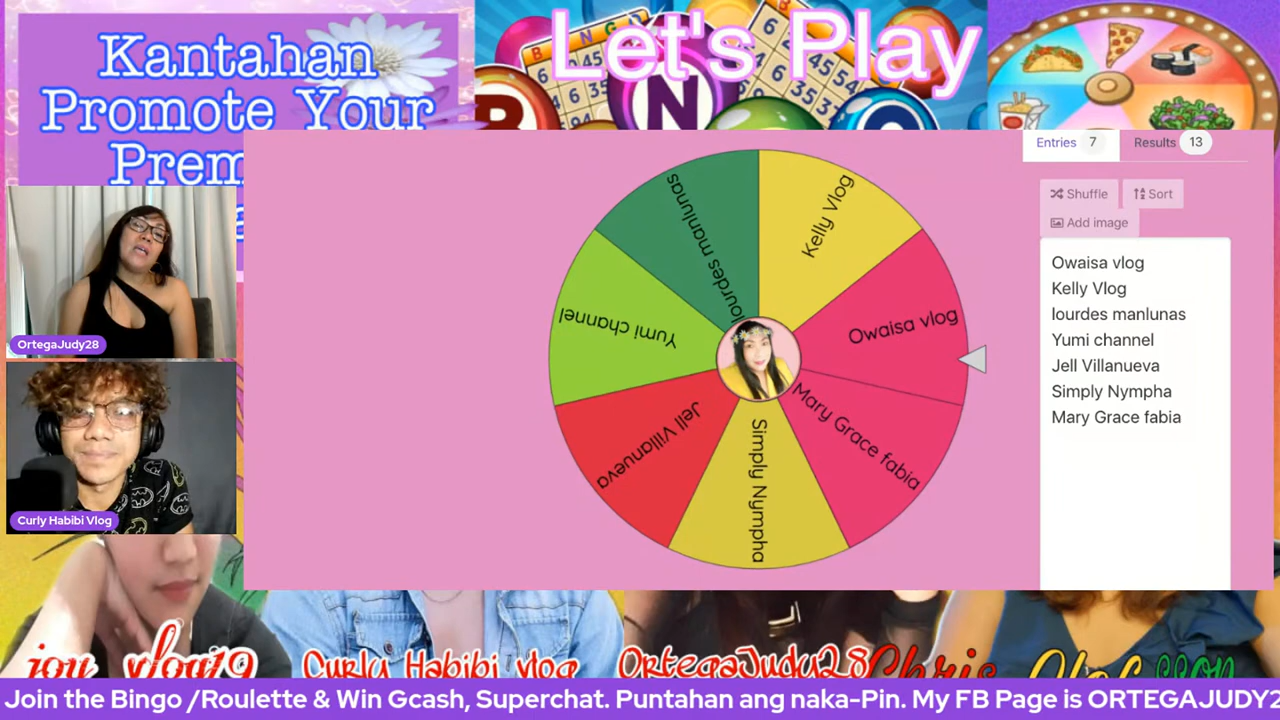 Kantahan
Promote Your
Prem
Let's Play
B N G
N
Entries 7
Results 13
Shuffle
Sort
Add image
Owaisa vlog
Kelly Vlog
lourdes manlunas
Yumi channel
Jell Villanueva
Simply Nympha
Mary Grace fabia
lourdes manlunas
Kelly Vlog
Owaisa vlog
Mary Grace fabia
Simply Nympha
Jell Villanueva
Yumi channel
OrtegaJudy28
Curly Habibi Vlog
jou vlog19
Curly Habibi vlog
OrtegaJudy28
Chris
Join the Bingo /Roulette & Win Gcash, Superchat. Puntahan ang naka-Pin. My FB Page is ORTEGAJUDY2